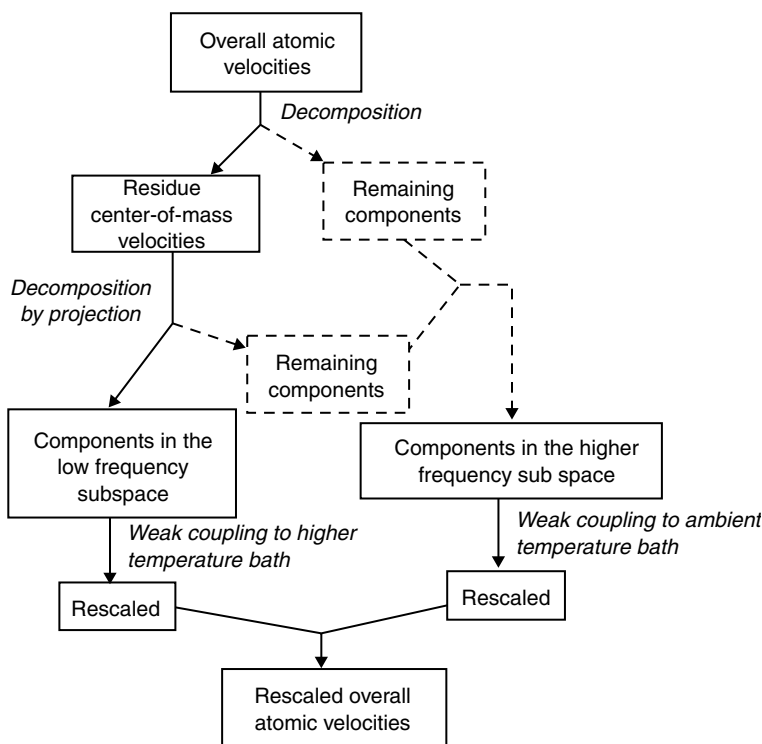 Overall atomic
velocities
Decomposition
Residue
center-of-mass
velocities
Remaining
components
Decomposition
by projection
Remaining
components
Components in the
low frequency
subspace
Components in the higher
frequency sub space
Weak coupling to higher
temperature bath
Weak coupling to ambient
temperature bath
Rescaled
Rescaled
Rescaled overall
atomic velocities